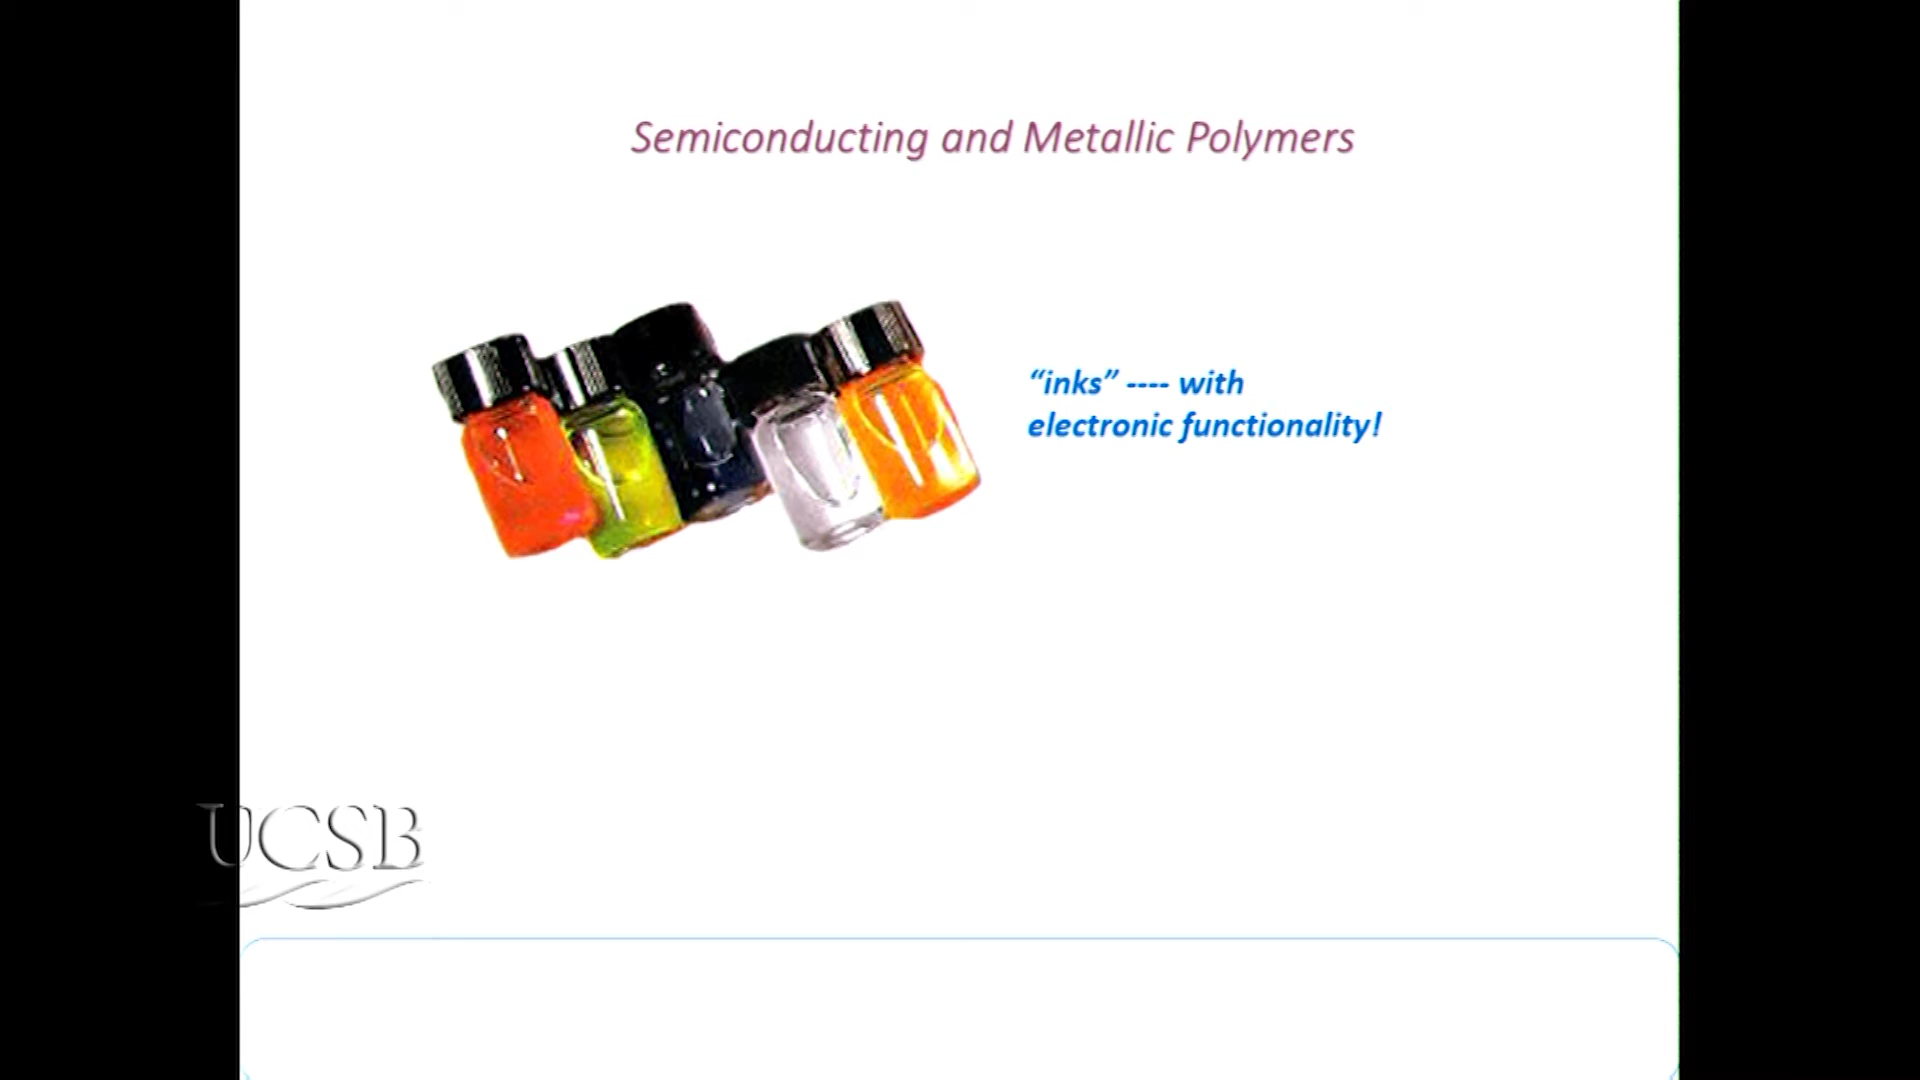 Semiconducting and Metallic Polymers
“inks” ---- with
electronic functionality!
UCSB